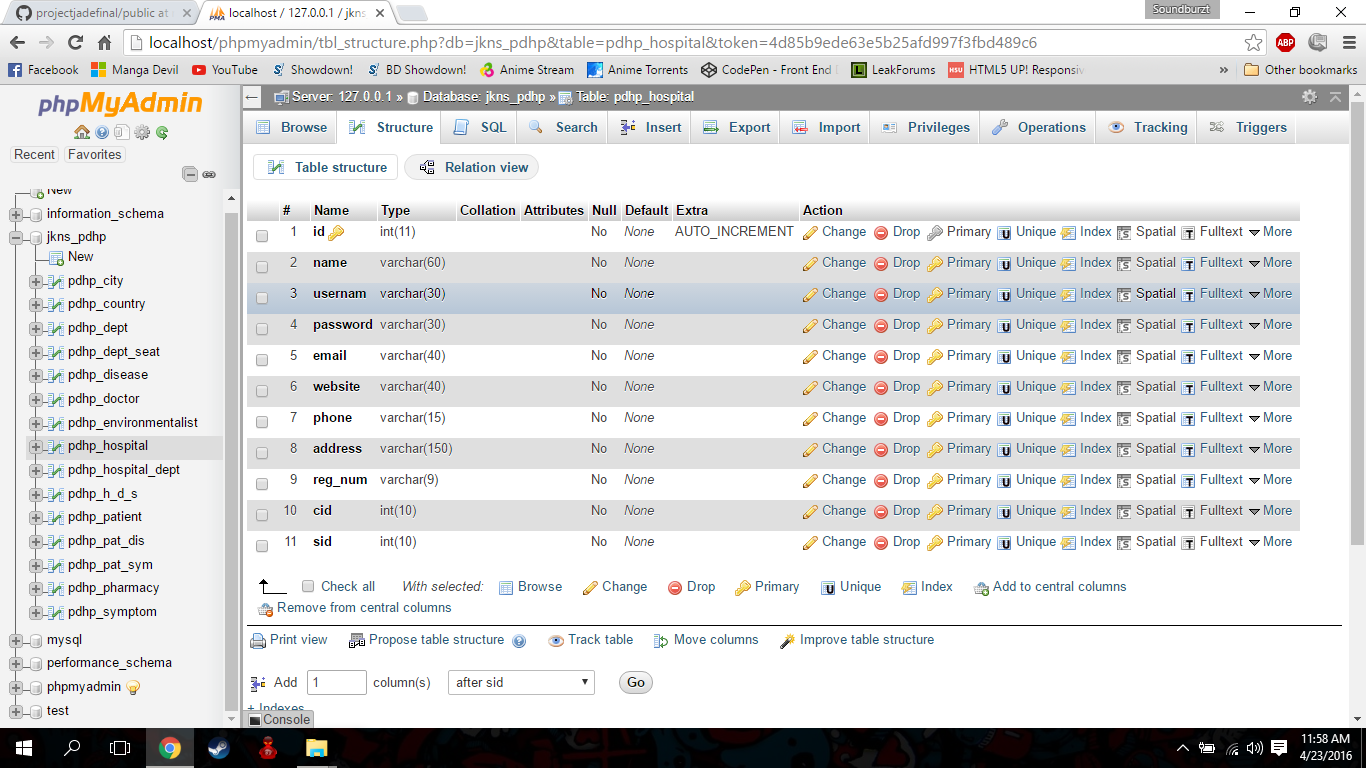 projectjadefinal/public at
localhost / 127.0.0.1 / jkns
Soundburzt
localhost/phpmyadmin/tbl_structure.php?db=jkns_pdhp&table=pdhp_hospital&token=4d85b9ede63e5b25afd997f3fbd489c6
Facebook Manga Devil YouTube Showdown! BD Showdown! Anime Stream Anime Torrents CodePen - Front End LeakForums HTML5 UP! Responsiv » Other bookmarks
phpMyAdmin
Recent Favorites
New
information_schema
jkns_pdhp
New
pdhp_city
pdhp_country
pdhp_dept
pdhp_dept_seat
pdhp_disease
pdhp_doctor
pdhp_environmentalist
pdhp_hospital
pdhp_hospital_dept
pdhp_h_d_s
pdhp_patient
pdhp_pat_dis
pdhp_pat_sym
pdhp_pharmacy
pdhp_symptom
mysql
performance_schema
phpmyadmin
test
Server: 127.0.0.1 » Database: jkns_pdhp » Table: pdhp_hospital
Browse Structure SQL Search Insert Export Import Privileges Operations Tracking Triggers
Table structure Relation view
# Name Type Collation Attributes Null Default Extra Action
1 id int(11) No None AUTO_INCREMENT Change Drop Primary Unique Index Spatial Fulltext More
2 name varchar(60) No None Change Drop Primary Unique Index Spatial Fulltext More
3 usernam varchar(30) No None Change Drop Primary Unique Index Spatial Fulltext More
4 password varchar(30) No None Change Drop Primary Unique Index Spatial Fulltext More
5 email varchar(40) No None Change Drop Primary Unique Index Spatial Fulltext More
6 website varchar(40) No None Change Drop Primary Unique Index Spatial Fulltext More
7 phone varchar(15) No None Change Drop Primary Unique Index Spatial Fulltext More
8 address varchar(150) No None Change Drop Primary Unique Index Spatial Fulltext More
9 reg_num varchar(9) No None Change Drop Primary Unique Index Spatial Fulltext More
10 cid int(10) No None Change Drop Primary Unique Index Spatial Fulltext More
11 sid int(10) No None Change Drop Primary Unique Index Spatial Fulltext More
Check all With selected: Browse Change Drop Primary Unique Index Add to central columns
Remove from central columns
Print view Propose table structure Track table Move columns Improve table structure
Add 1 column(s) after sid Go
+ Indexes
Console
11:58 AM
4/23/2016